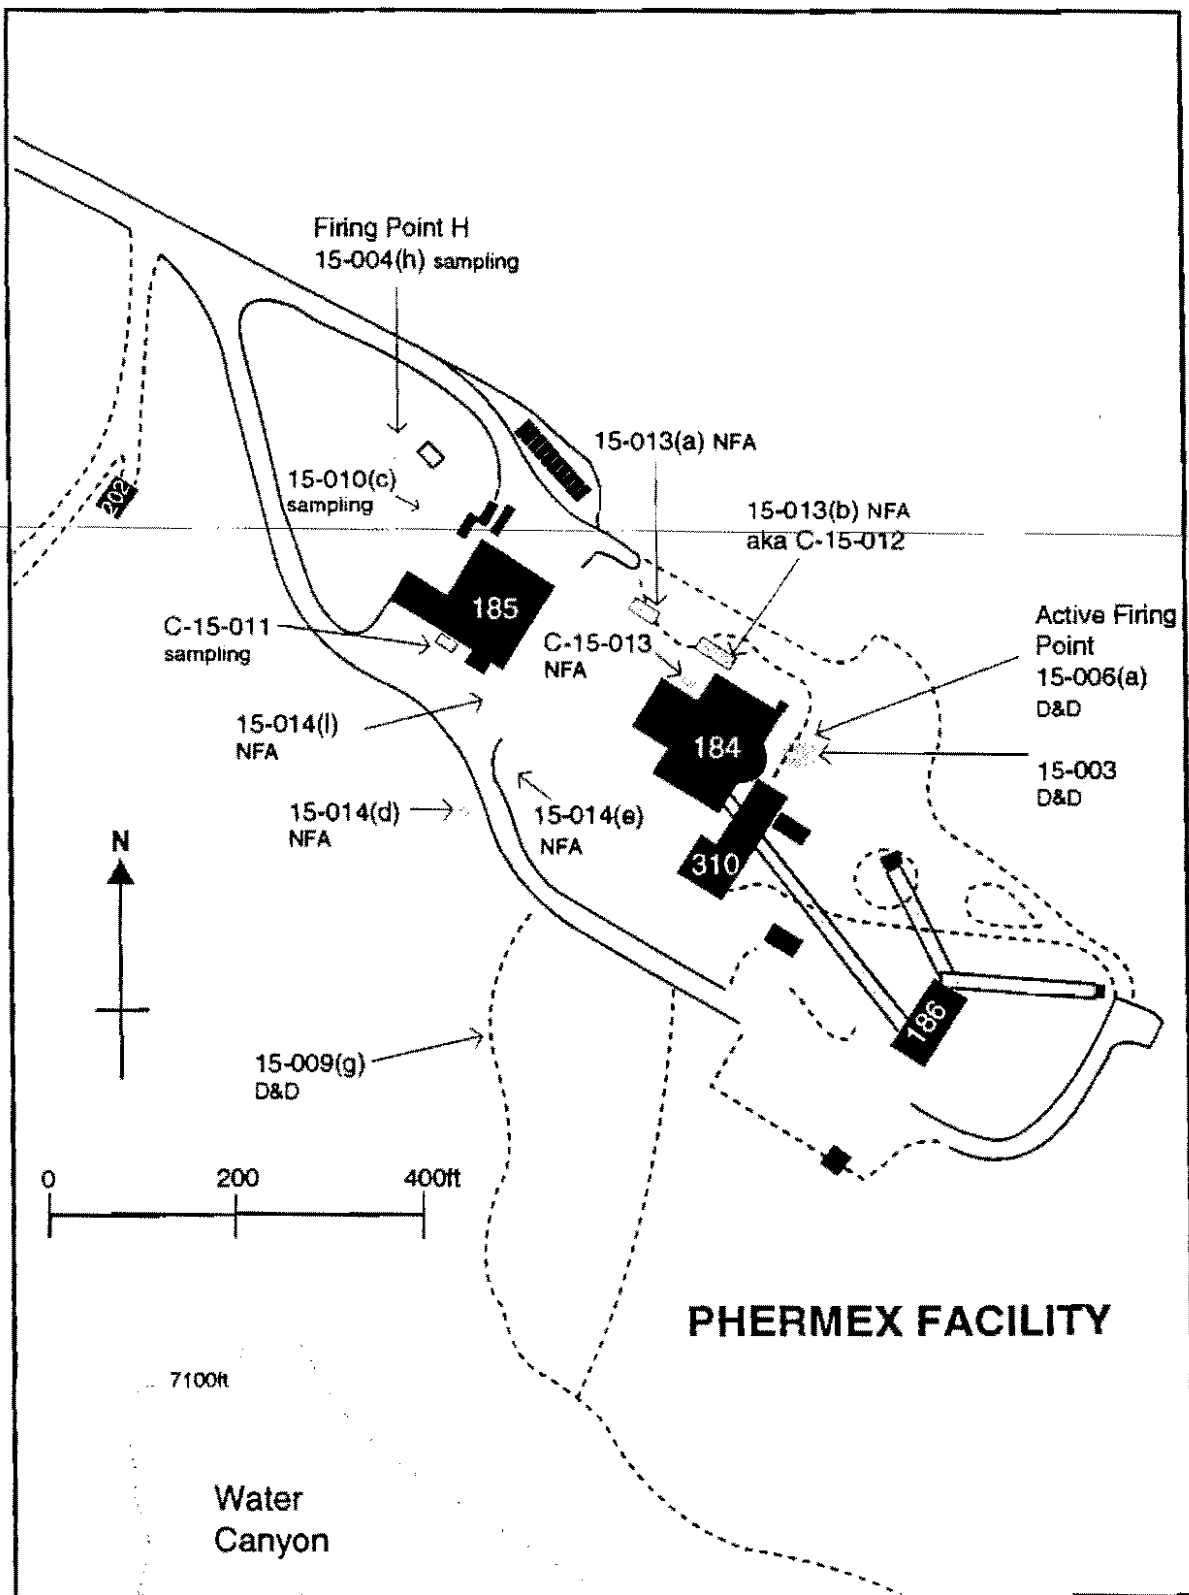 Firing Point H
15-004(h) sampling
15-013(a) NFA
15-010(c)
sampling
202
15-013(b) NFA
aka C-15-012
185
C-15-011
sampling
C-15-013
NFA
Active Firing
Point
15-006(a)
D&D
15-014(l)
NFA
184
15-003
D&D
15-014(d)
NFA
15-014(e)
NFA
N
310
186
15-009(g)
D&D
0 200 400ft
PHERMEX FACILITY
7100ft
Water
Canyon